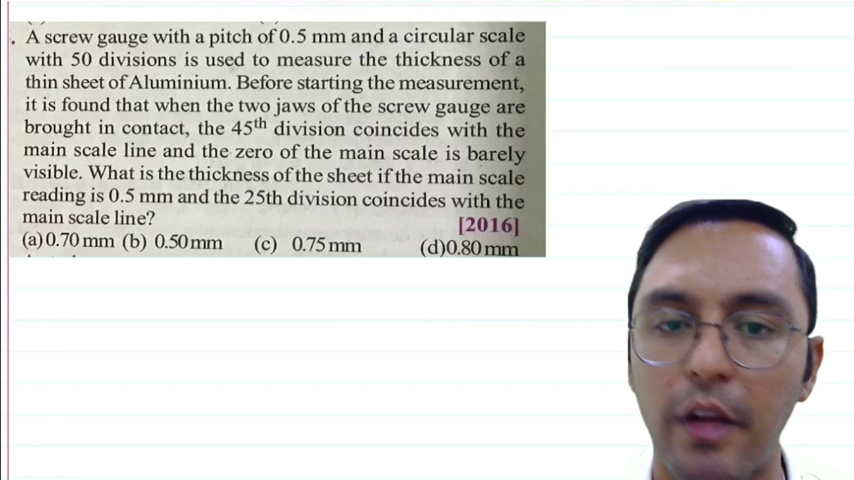 . A screw gauge with a pitch of 0.5 mm and a circular scale
with 50 divisions is used to measure the thickness of a
thin sheet of Aluminium. Before starting the measurement,
it is found that when the two jaws of the screw gauge are
brought in contact, the 45th division coincides with the
main scale line and the zero of the main scale is barely
visible. What is the thickness of the sheet if the main scale
reading is 0.5 mm and the 25th division coincides with the
main scale line? [2016]
(a) 0.70 mm (b) 0.50 mm (c) 0.75 mm (d) 0.80 mm